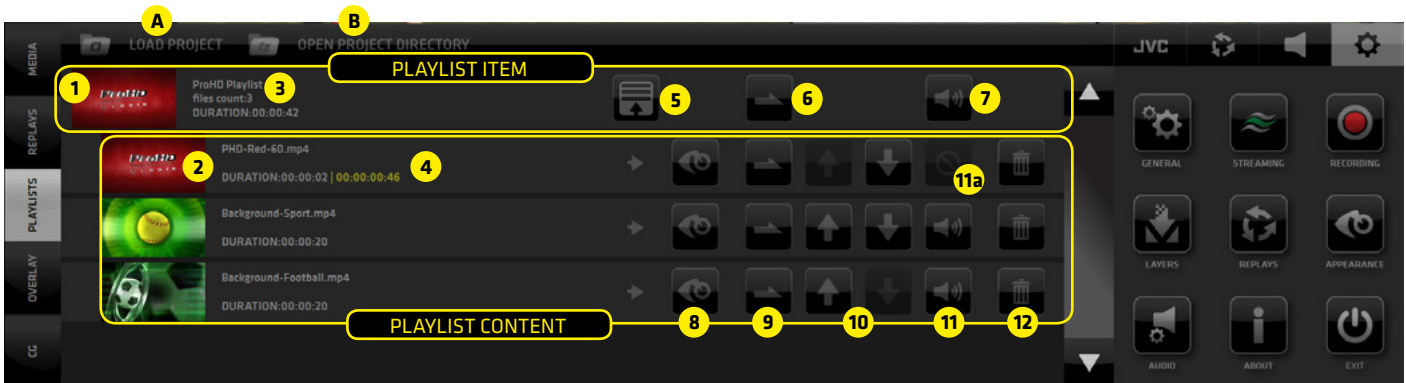 A
B
LOAD PROJECT
OPEN PROJECT DIRECTORY
JVC
PLAYLIST ITEM
MEDIA
REPLAYS
PLAYLISTS
OVERLAY
CG
1
ProHD
ProHD Playlist
files count:3
DURATION:00:00:42
3
5
6
7
2
ProHD
PHD-Red-60.mp4
DURATION:00:00:02 | 00:00:00:46
4
11a
Background-Sport.mp4
DURATION:00:00:20
Background-Football.mp4
DURATION:00:00:20
PLAYLIST CONTENT
8
9
10
11
12
GENERAL
STREAMING
RECORDING
LAYERS
REPLAYS
APPEARANCE
AUDIO
ABOUT
EXIT